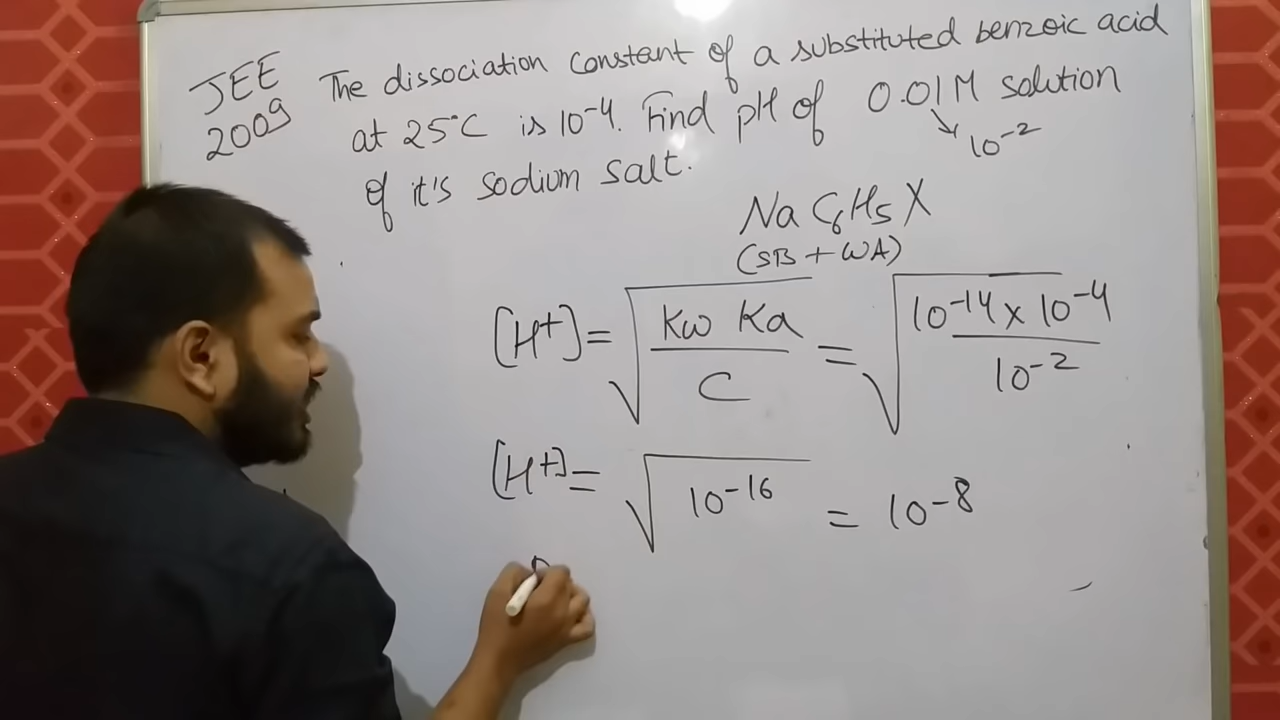 JEE
2009
The dissociation constant of a substituted benzoic acid
at 25°C is 10⁻⁴. Find pH of 0.01M solution
10⁻²
of it's sodium salt.
Na C₆H₅ X
(SB + WA)
[H⁺] = √(Kw Ka / C) = √(10⁻¹⁴ x 10⁻⁴ / 10⁻²)
[H⁺] = √10⁻¹⁶ = 10⁻⁸